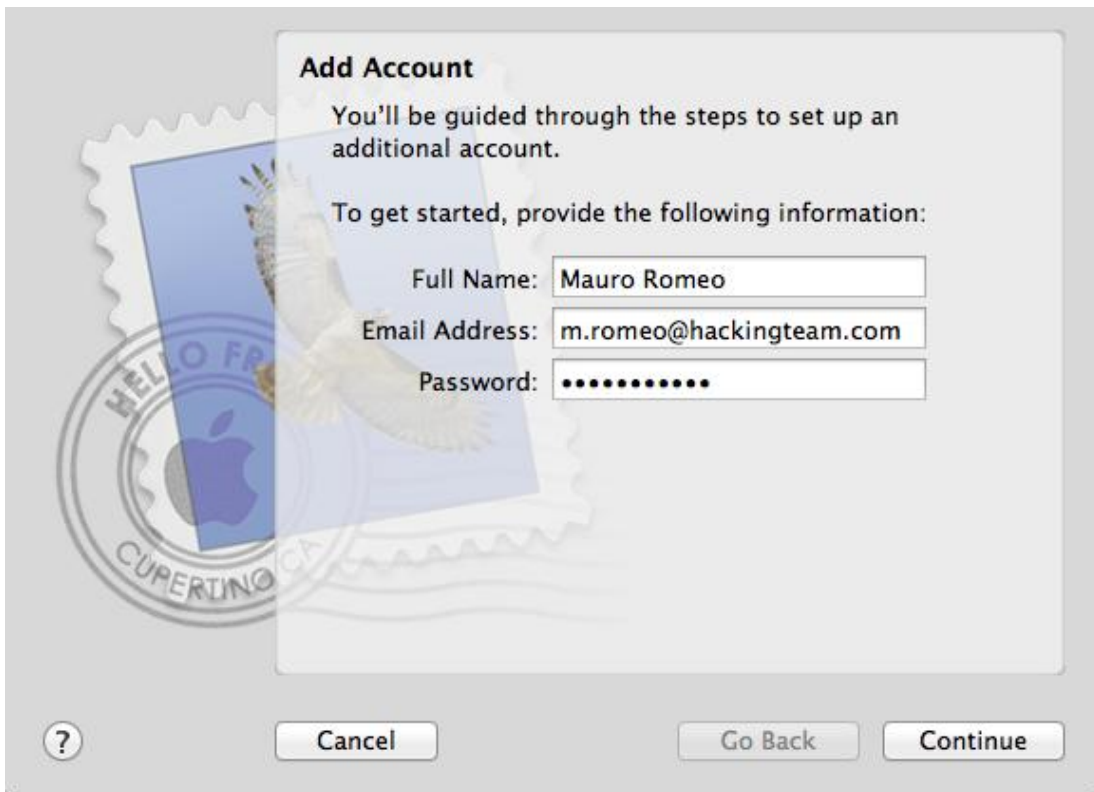 Add Account
You'll be guided through the steps to set up an
additional account.
To get started, provide the following information:
Full Name: Mauro Romeo
Email Address: m.romeo@hackingteam.com
Password: •••••••••••
HELLO FR
CUPERTINO CA
? Cancel Go Back Continue